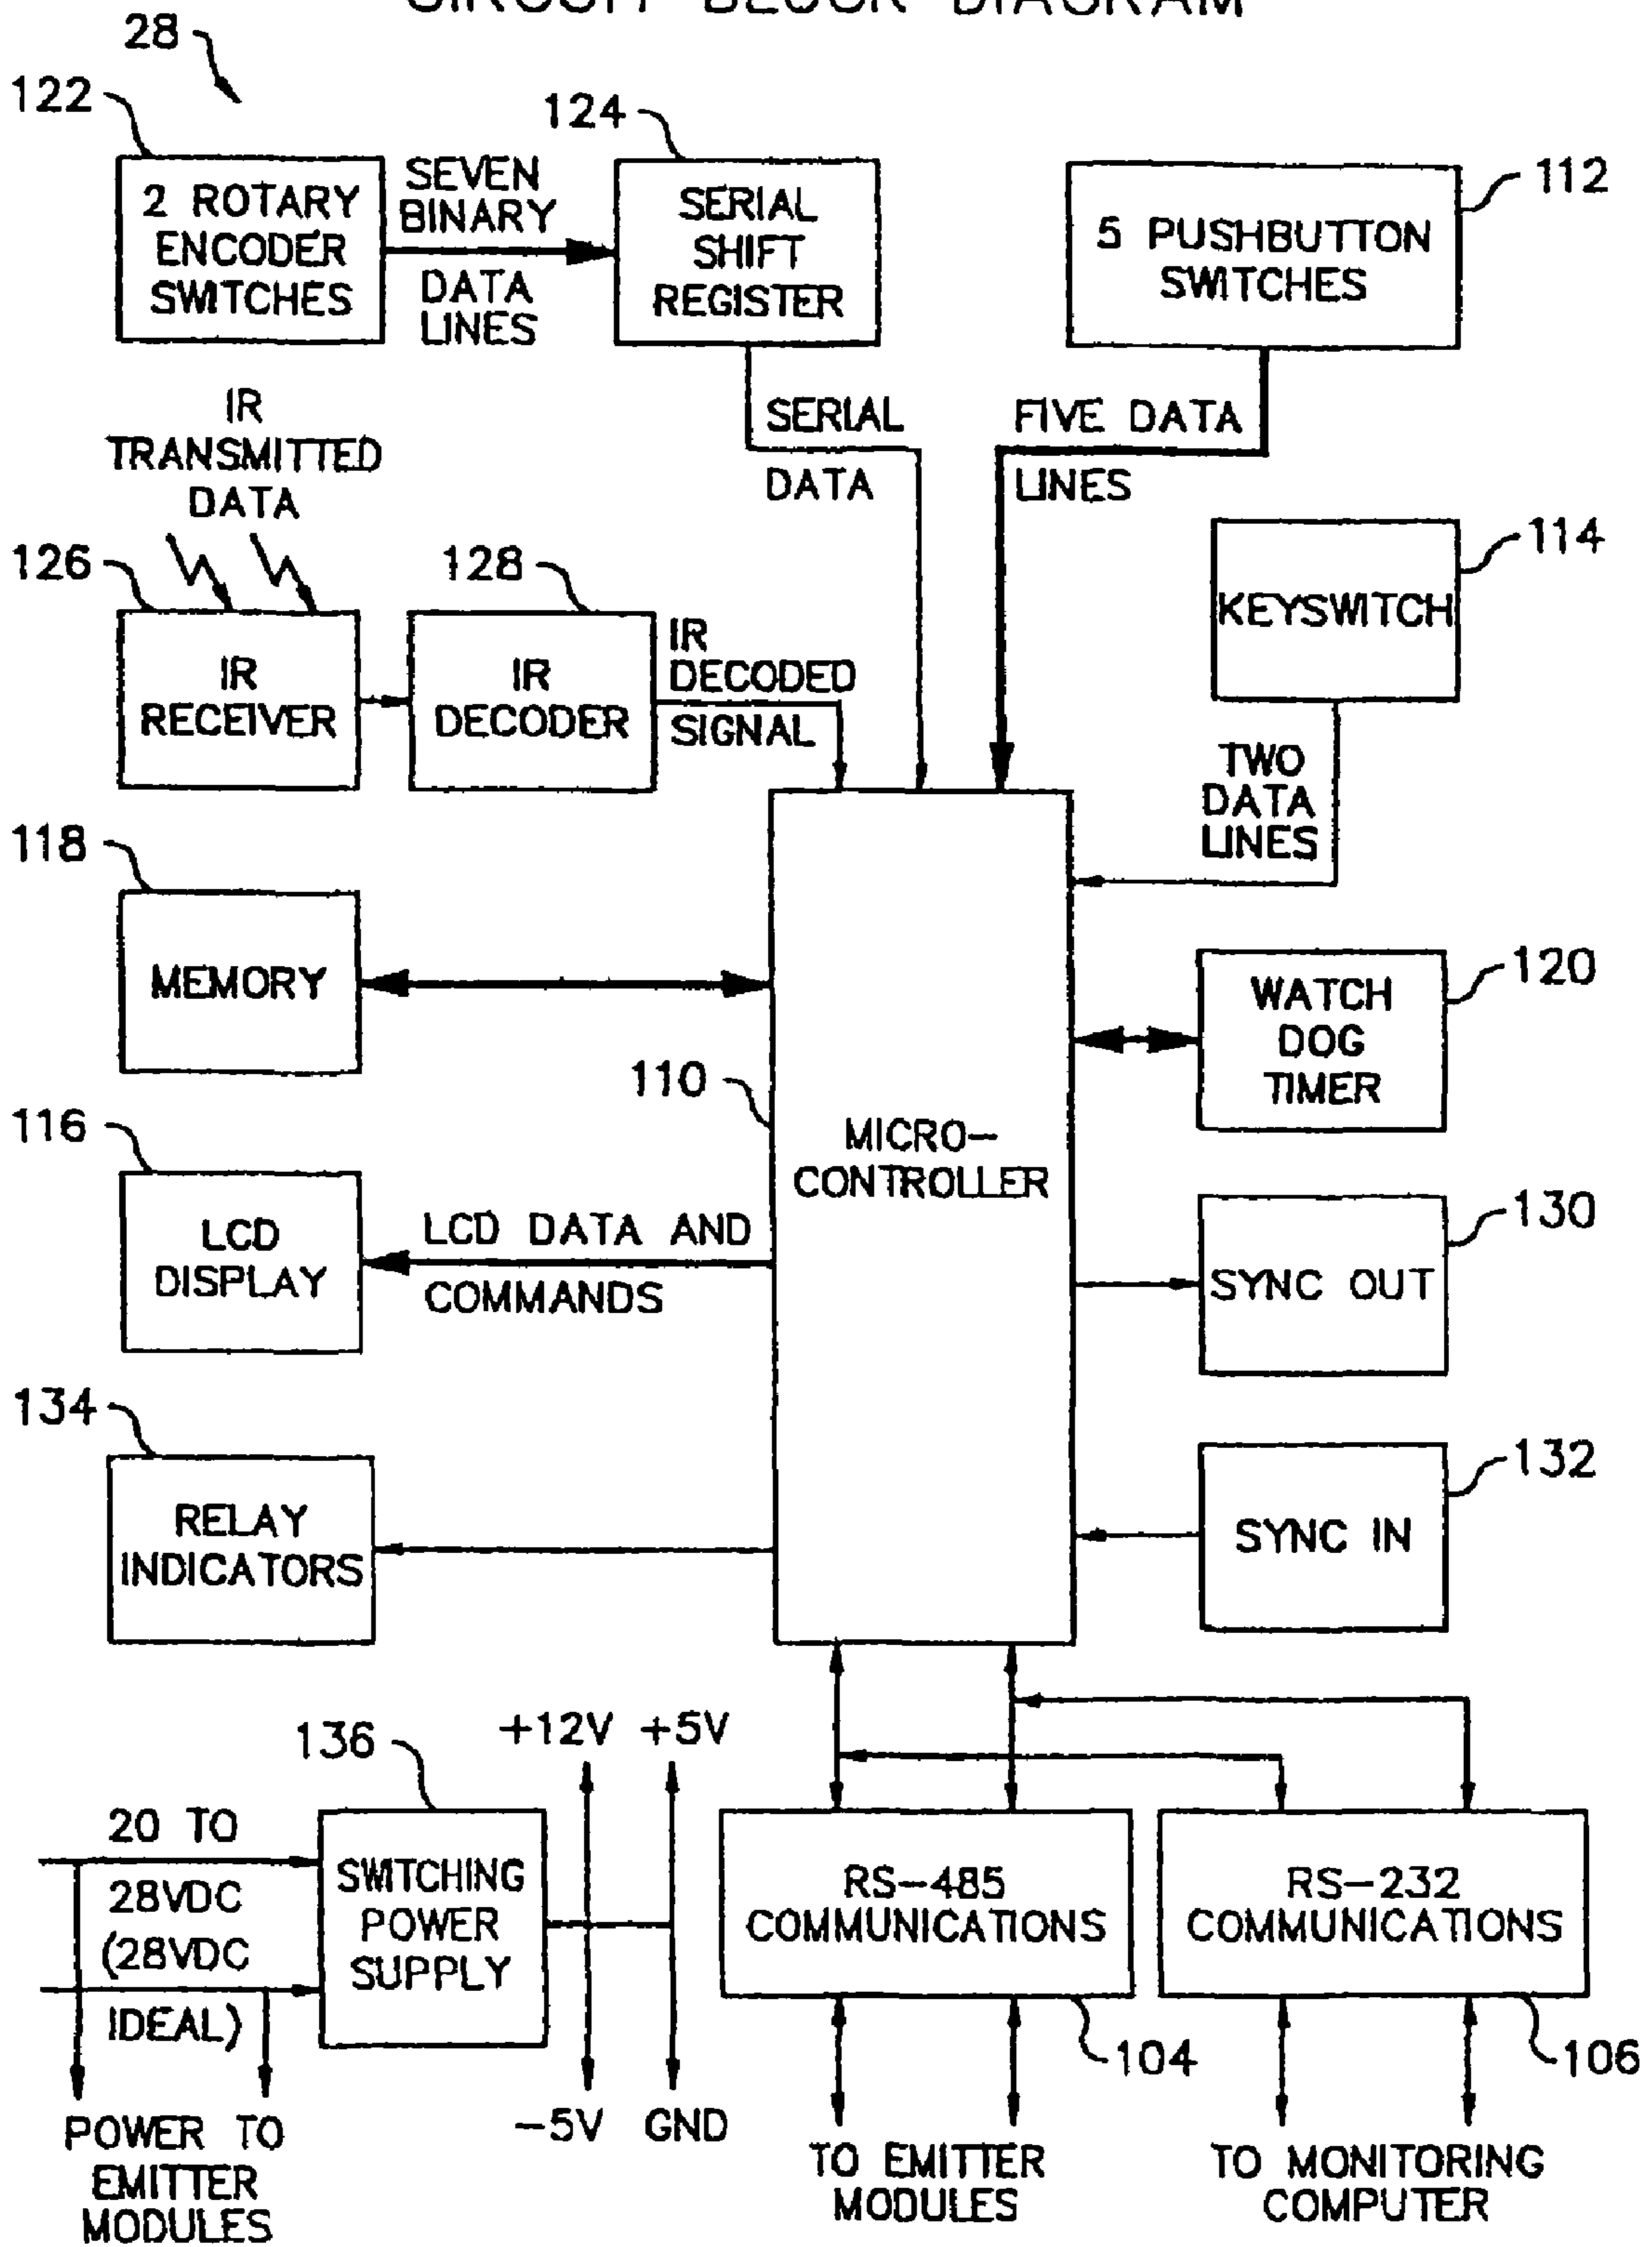 CIRCUIT BLOCK DIAGRAM
28
122
2 ROTARY
ENCODER
SWITCHES
SEVEN
BINARY
DATA
LINES
124
SERIAL
SHIFT
REGISTER
112
5 PUSHBUTTON
SWITCHES
IR
TRANSMITTED
DATA
SERIAL
DATA
FIVE DATA
LINES
126
IR
RECEIVER
128
IR
DECODER
IR
DECODED
SIGNAL
114
KEYSWITCH
TWO
DATA
LINES
118
MEMORY
110
MICRO-
CONTROLLER
120
WATCH
DOG
TIMER
116
LCD
DISPLAY
LCD DATA AND
COMMANDS
130
SYNC OUT
134
RELAY
INDICATORS
132
SYNC IN
136
+12V
+5V
20 TO
28VDC
(28VDC
IDEAL)
SWITCHING
POWER
SUPPLY
-5V
GND
POWER TO
EMITTER
MODULES
RS-485
COMMUNICATIONS
104
TO EMITTER
MODULES
RS-232
COMMUNICATIONS
106
TO MONITORING
COMPUTER